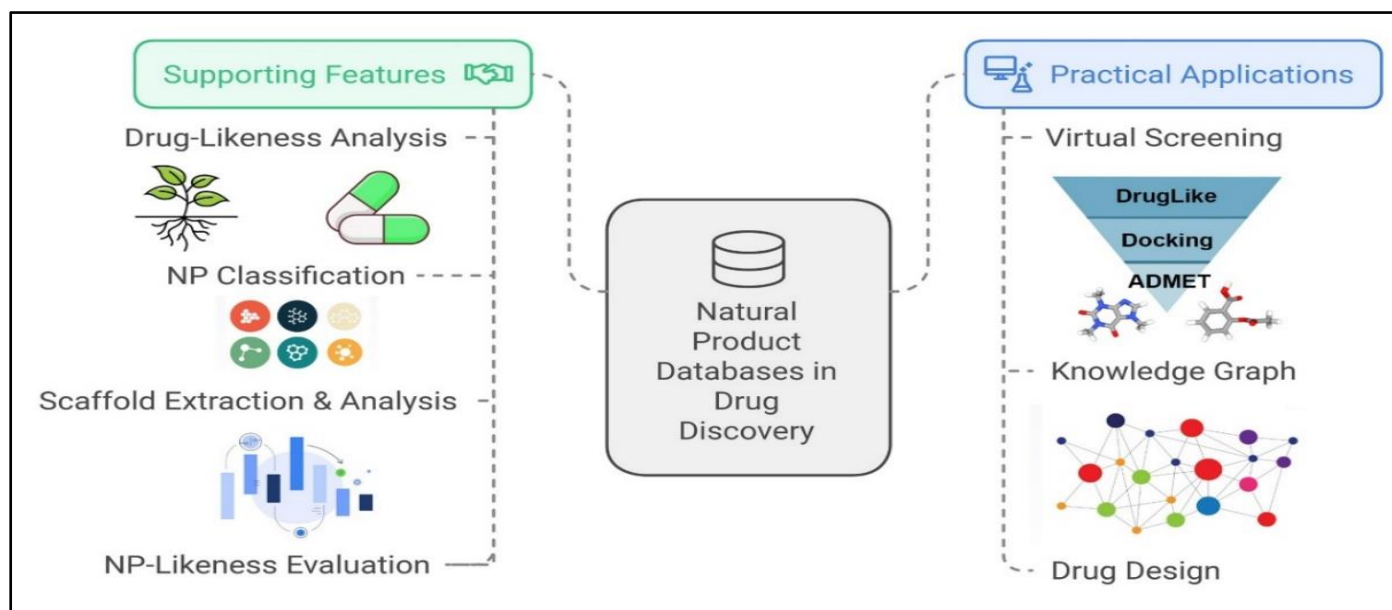 Supporting Features
Drug-Likeness Analysis
NP Classification
Scaffold Extraction & Analysis
NP-Likeness Evaluation
Natural
Product
Databases in
Drug
Discovery
Practical Applications
Virtual Screening
DrugLike
Docking
ADMET
Knowledge Graph
Drug Design